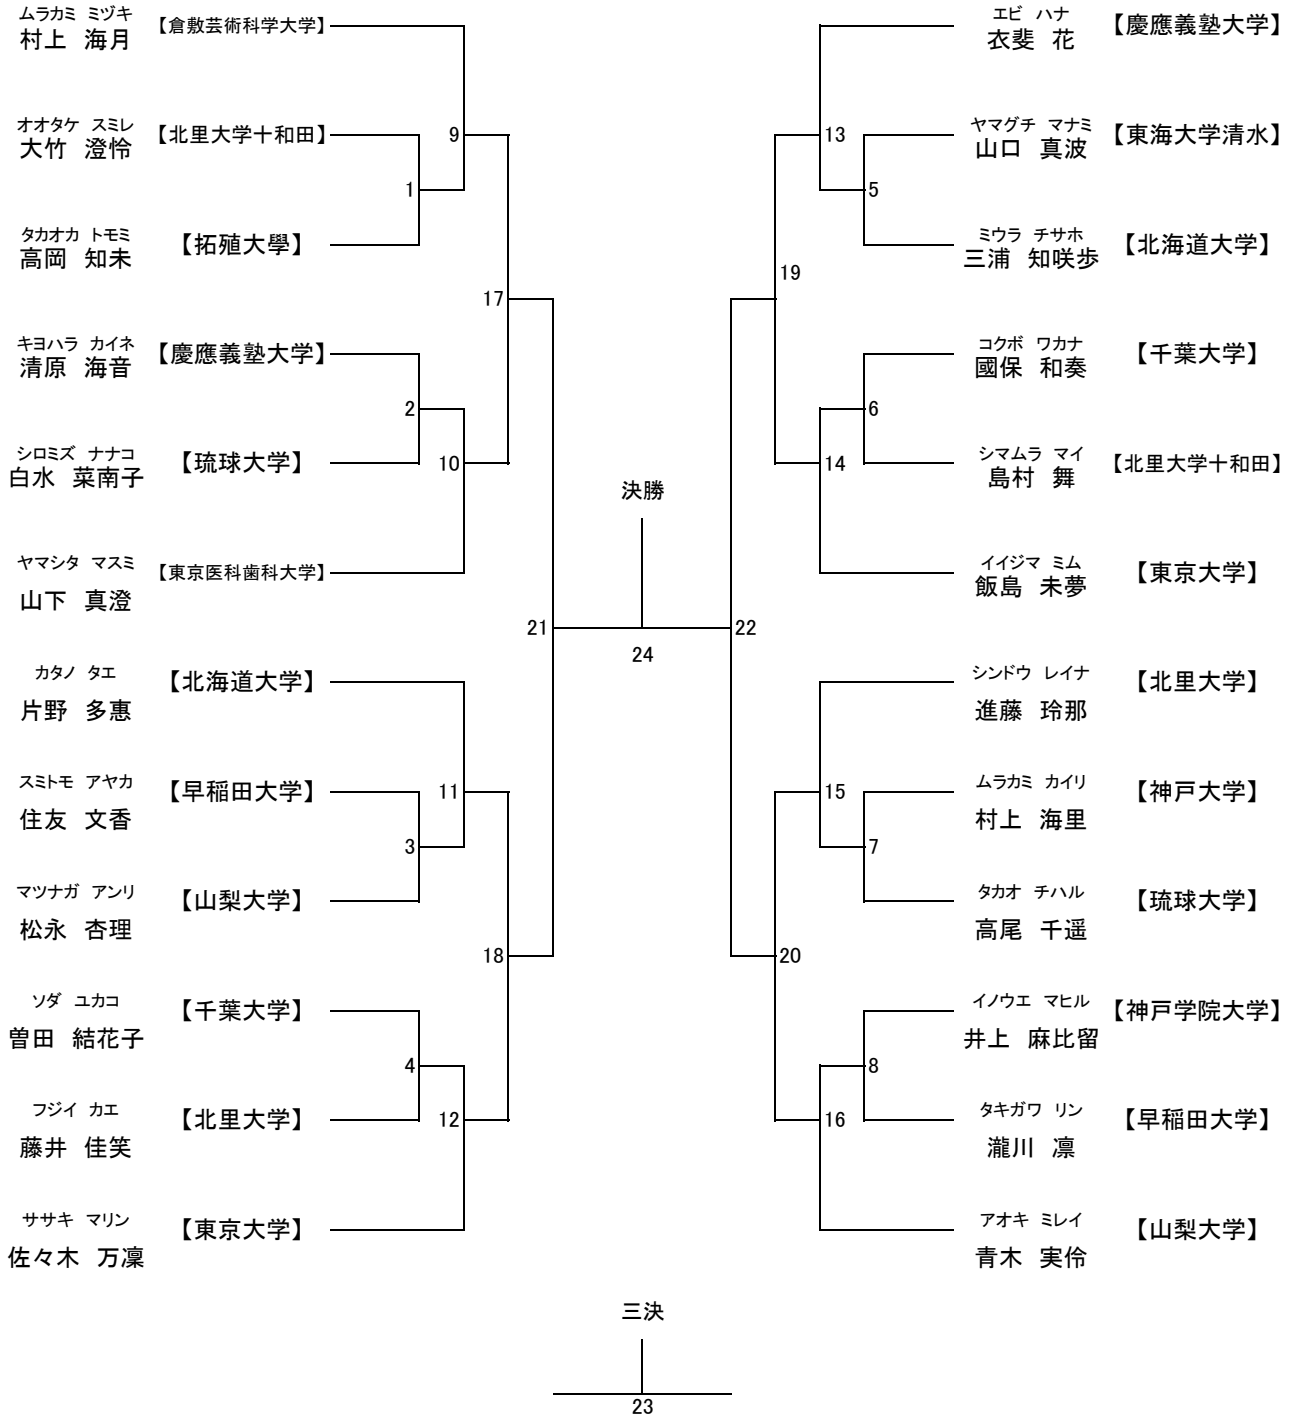 ムラカミ ミヅキ
村上 海月 【倉敷芸術科学大学】
オオタケ スミレ
大竹 澄怜 【北里大学十和田】
タカオカ トモミ
高岡 知未 【拓殖大學】
キヨハラ カイネ
清原 海音 【慶應義塾大学】
シロミズ ナナコ
白水 菜南子 【琉球大学】
ヤマシタ マスミ
山下 真澄 【東京医科歯科大学】
カタノ タエ
片野 多惠 【北海道大学】
スミトモ アヤカ
住友 文香 【早稲田大学】
マツナガ アンリ
松永 杏理 【山梨大学】
ソダ ユカコ
曽田 結花子 【千葉大学】
フジイ カエ
藤井 佳笑 【北里大学】
ササキ マリン
佐々木 万凜 【東京大学】
1
2
3
4
9
10
11
12
17
18
21
決勝
24
22
19
20
13
14
15
16
5
6
7
8
エビ ハナ
衣斐 花 【慶應義塾大学】
ヤマグチ マナミ
山口 真波 【東海大学清水】
ミウラ チサホ
三浦 知咲歩 【北海道大学】
コクボ ワカナ
國保 和奏 【千葉大学】
シマムラ マイ
島村 舞 【北里大学十和田】
イイジマ ミム
飯島 未夢 【東京大学】
シンドウ レイナ
進藤 玲那 【北里大学】
ムラカミ カイリ
村上 海里 【神戸大学】
タカオ チハル
高尾 千遥 【琉球大学】
イノウエ マヒル
井上 麻比留 【神戸学院大学】
タキガワ リン
瀧川 凛 【早稲田大学】
アオキ ミレイ
青木 実伶 【山梨大学】
三決
23